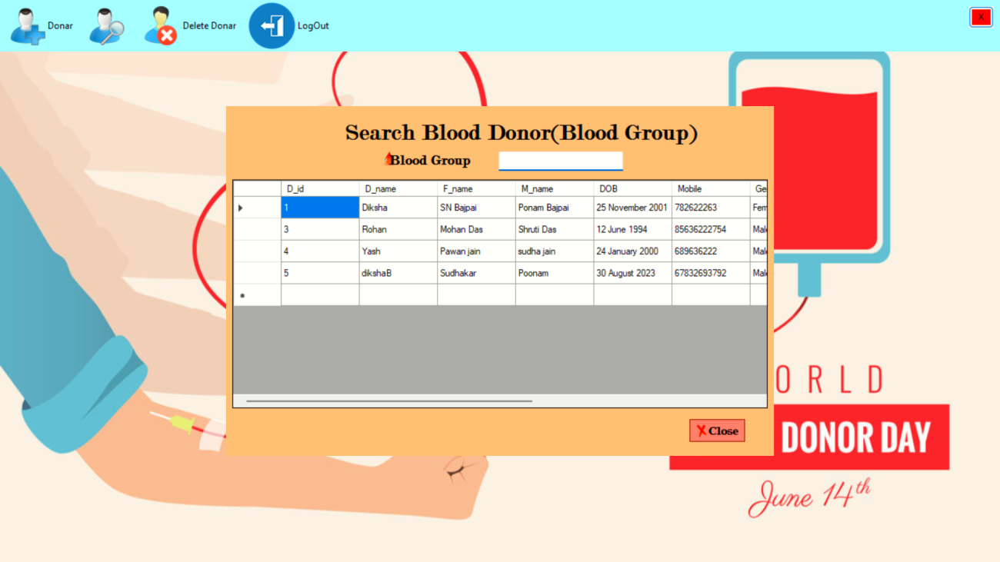 Donar Delete Donar LogOut X
Search Blood Donor(Blood Group)
Blood Group
D_id D_name F_name M_name DOB Mobile Ge
1 Diksha SN Bajpai Ponam Bajpai 25 November 2001 782622263 Fem
3 Rohan Mohan Das Shruti Das 12 June 1994 85636222754 Mal
4 Yash Pawan jain sudha jain 24 January 2000 689636222 Mal
5 dikshaB Sudhakar Poonam 30 August 2023 67832693792 Mal
X Close
ORLD
DONOR DAY
June 14th